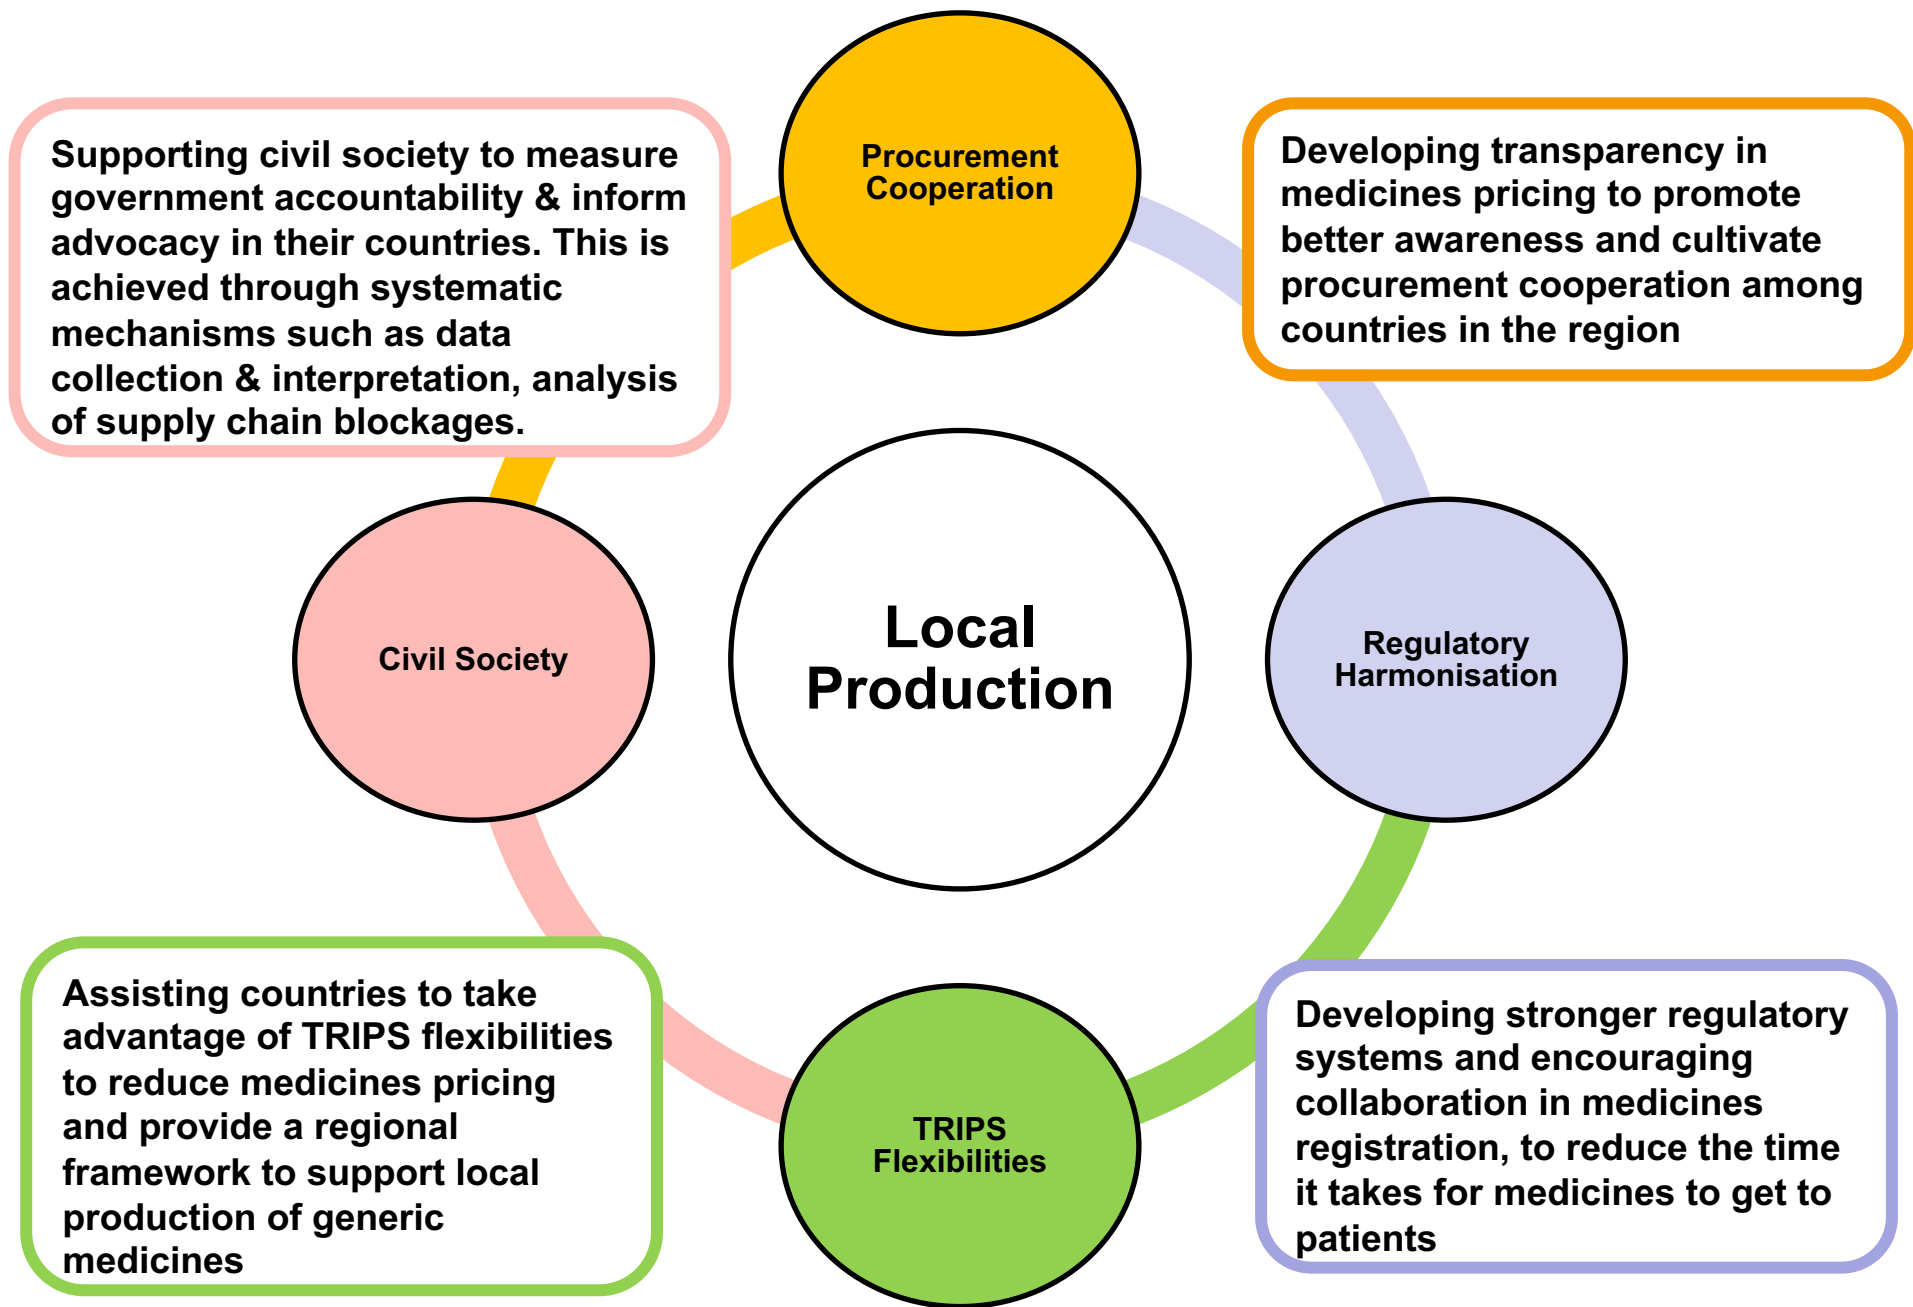 Procurement
Cooperation
Supporting civil society to measure
government accountability & inform
advocacy in their countries. This is
achieved through systematic
mechanisms such as data
collection & interpretation, analysis
of supply chain blockages.
Developing transparency in
medicines pricing to promote
better awareness and cultivate
procurement cooperation among
countries in the region
Civil Society
Local
Production
Regulatory
Harmonisation
Assisting countries to take
advantage of TRIPS flexibilities
to reduce medicines pricing
and provide a regional
framework to support local
production of generic
medicines
TRIPS
Flexibilities
Developing stronger regulatory
systems and encouraging
collaboration in medicines
registration, to reduce the time
it takes for medicines to get to
patients